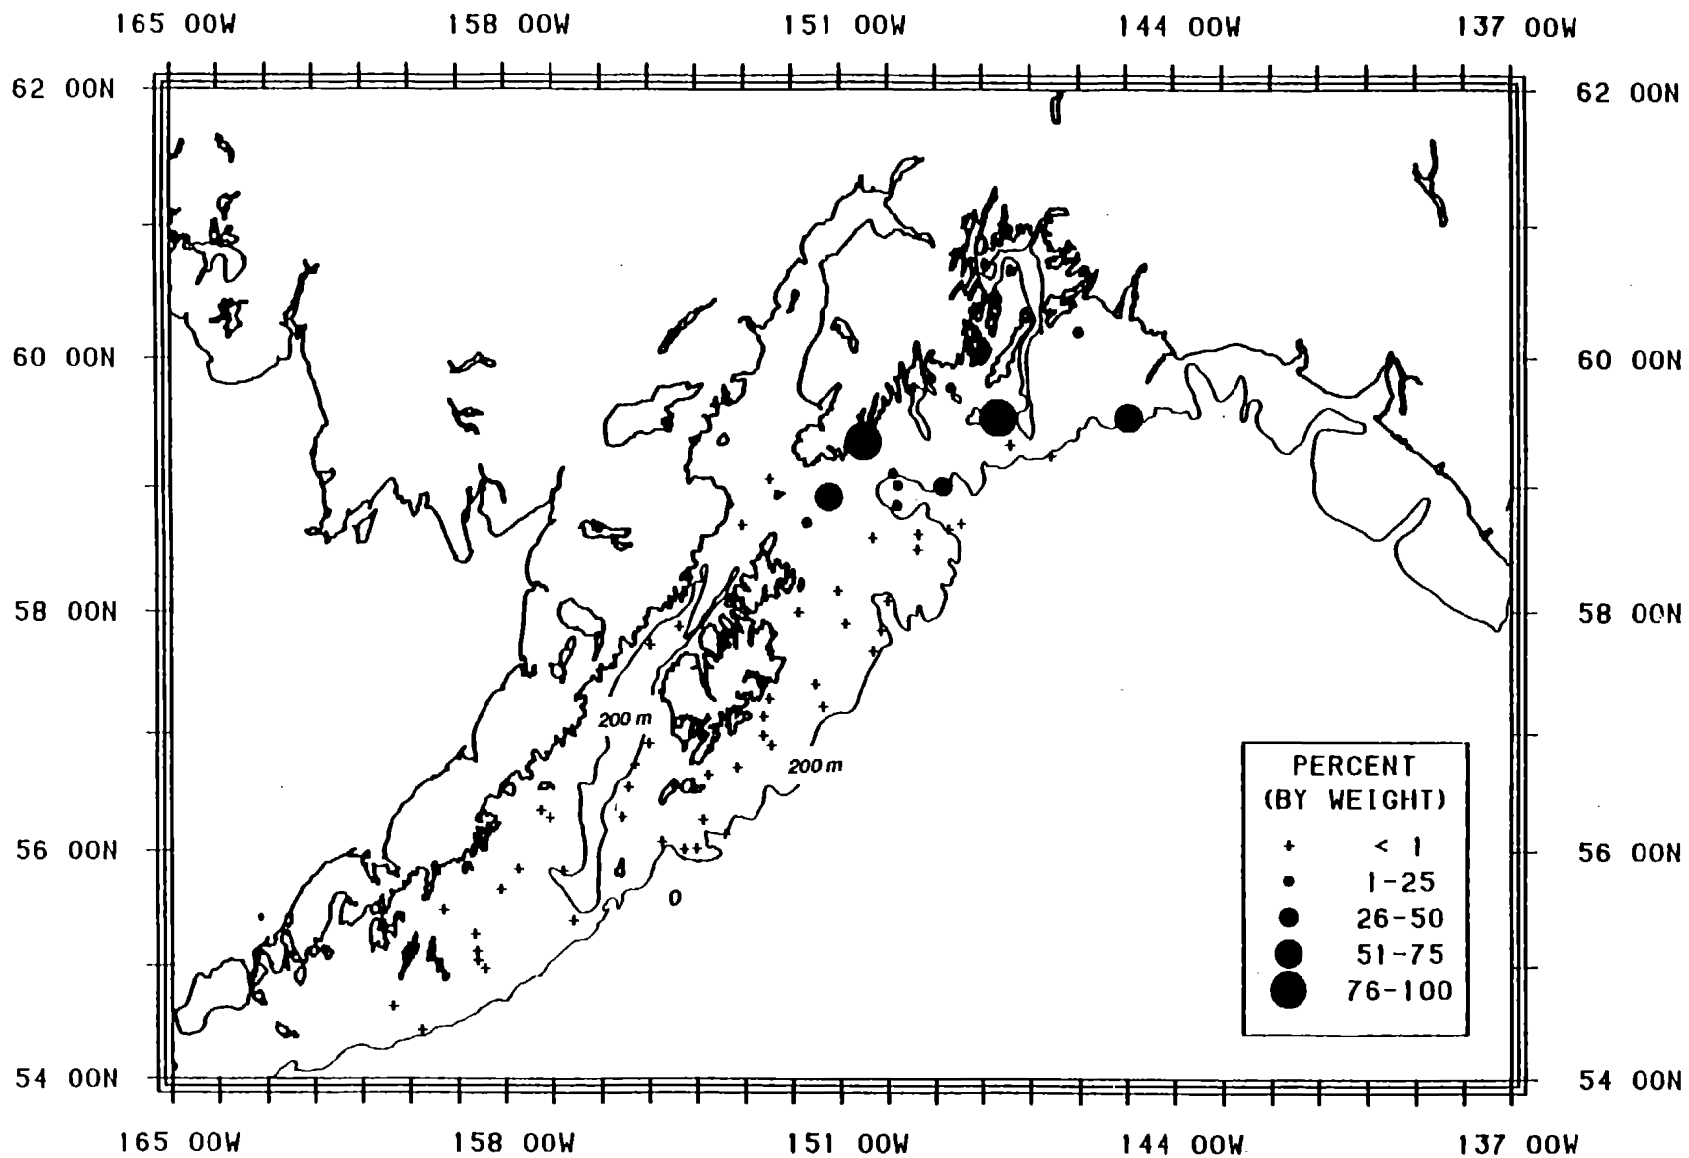 165 00W 158 00W 151 00W 144 00W 137 00W
62 00N 62 00N
60 00N 60 00N
58 00N 58 00N
200 m
200 m
PERCENT
(BY WEIGHT)
< 1
1-25
26-50
51-75
76-100
56 00N 56 00N
54 00N 54 00N
165 00W 158 00W 151 00W 144 00W 137 00W